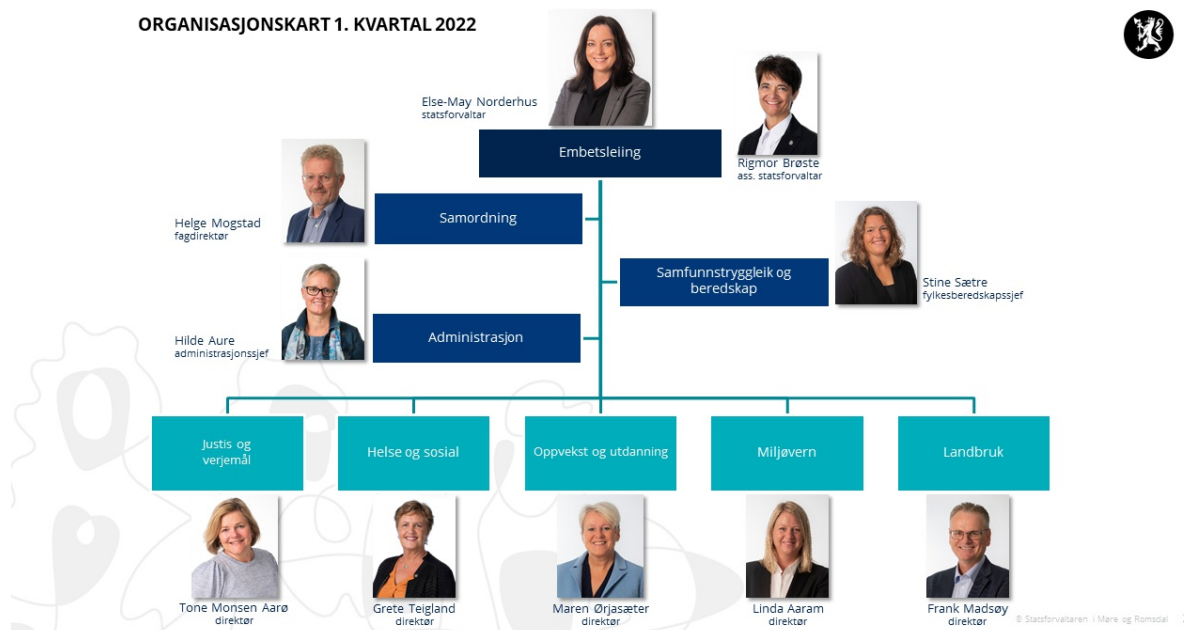 ORGANISASJONSKART 1. KVARTAL 2022
Else-May Norderhus
statsforvaltar
Embetsleiing
Rigmor Brøste
ass. statsforvaltar
Helge Mogstad
fagdirektør
Samordning
Samfunnstryggleik og
beredskap
Stine Sætre
fylkesberedskapssjef
Hilde Aure
administrasjonssjef
Administrasjon
Justis og
verjemål
Helse og sosial
Oppvekst og utdanning
Miljøvern
Landbruk
Tone Monsen Aarø
direktør
Grete Teigland
direktør
Maren Ørjasæter
direktør
Linda Aaram
direktør
Frank Madsøy
direktør
© Statsforvaltaren i Møre og Romsdal